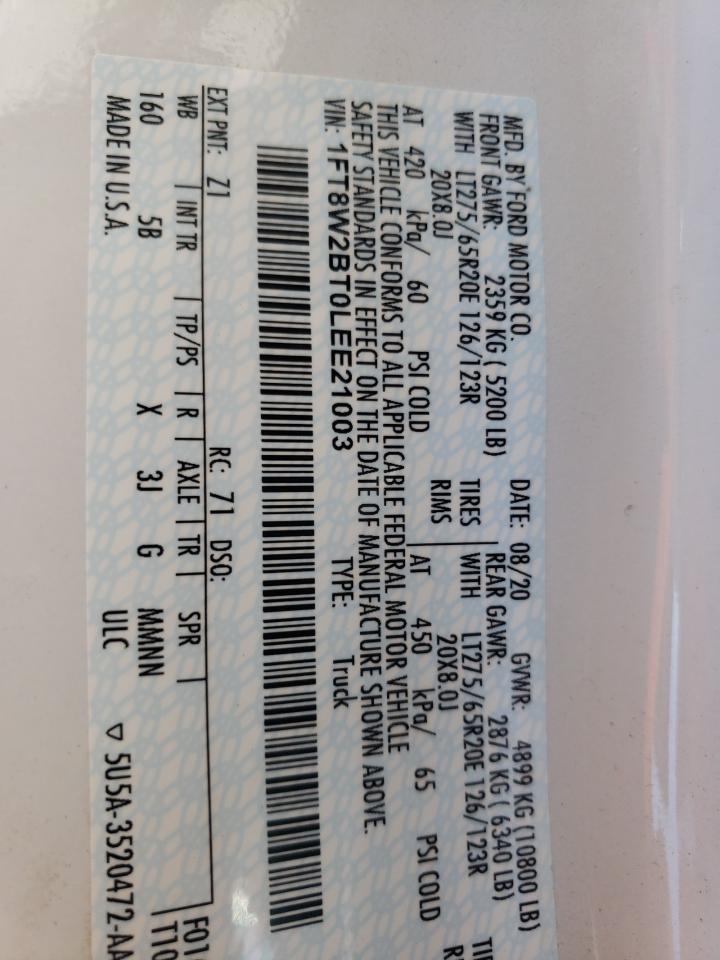 MFD. BY FORD MOTOR CO. DATE: 08/20 GVWR: 4899 KG (10800 LB)
FRONT GAWR: 2359 KG ( 5200 LB) REAR GAWR: 2876 KG ( 6340 LB)
WITH LT275/65R20E 126/123R TIRES WITH LT275/65R20E 126/123R
20X8.0J RIMS 20X8.0J
AT 420 kPa/ 60 PSI COLD AT 450 kPa/ 65 PSI COLD
THIS VEHICLE CONFORMS TO ALL APPLICABLE FEDERAL MOTOR VEHICLE
SAFETY STANDARDS IN EFFECT ON THE DATE OF MANUFACTURE SHOWN ABOVE.
VIN: 1FT8W2BT0LEE21003 TYPE: Truck
EXT PNT: Z1 RC: 71 DSO:
WB INT TR TP/PS R AXLE TR SPR
160 5B X 3J G MMNN
MADE IN U.S.A. ULC ▽ 5U5A-3520472-AA